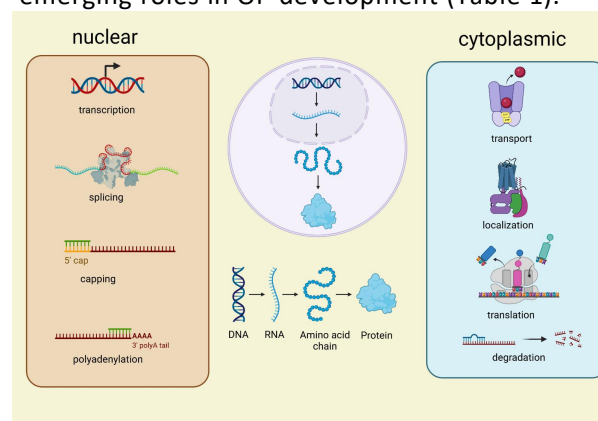 emerging roles in OP development (Table 1).
nuclear
transcription
splicing
5' cap
capping
AAAA
3' polyA tail
polyadenylation
DNA
RNA
Amino acid
chain
Protein
cytoplasmic
transport
localization
translation
degradation